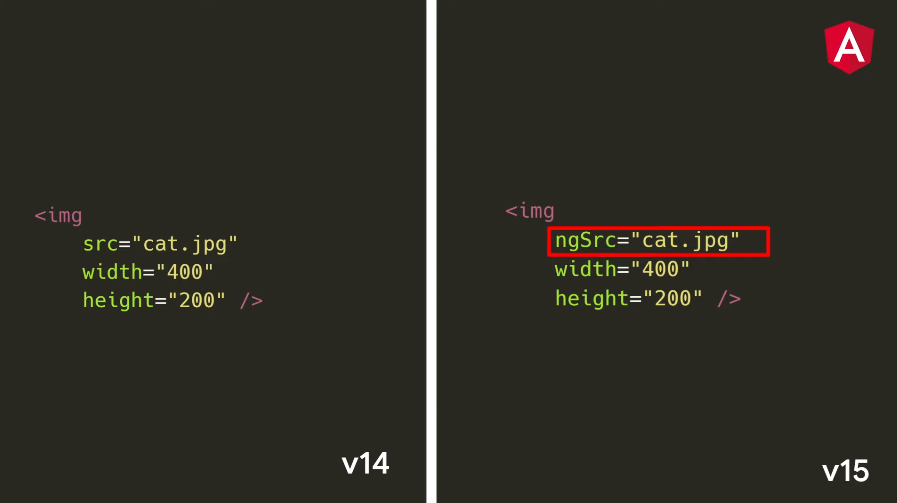 <img
src="cat.jpg"
width="400"
height="200" />
v14
A
<img
ngSrc="cat.jpg"
width="400"
height="200" />
v15